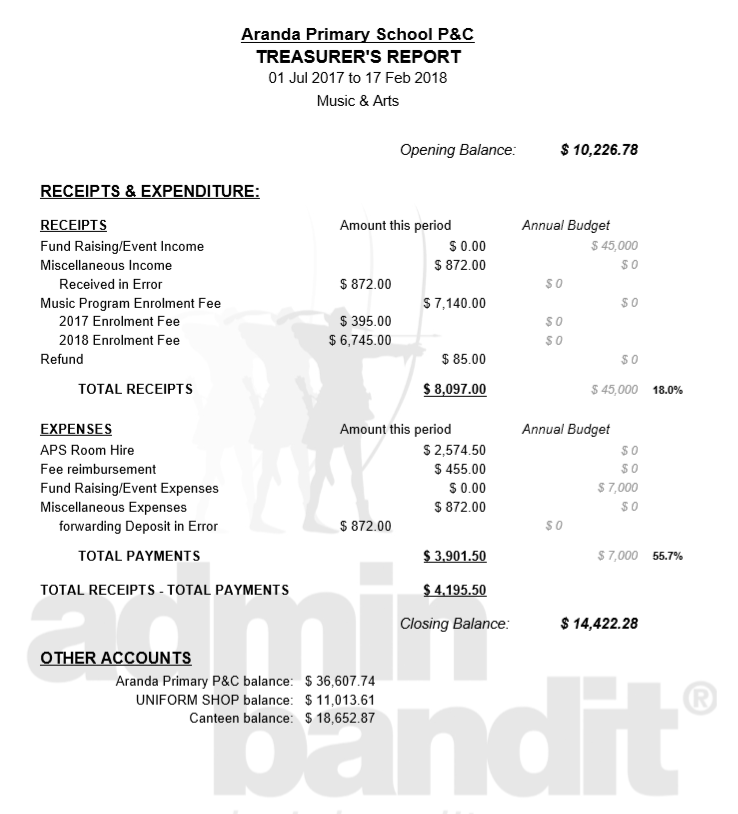 Aranda Primary School P&C
TREASURER'S REPORT
01 Jul 2017 to 17 Feb 2018
Music & Arts
Opening Balance: $ 10,226.78
RECEIPTS & EXPENDITURE:
RECEIPTS Amount this period Annual Budget
Fund Raising/Event Income $ 0.00 $ 45,000
Miscellaneous Income $ 872.00 $ 0
Received in Error $ 872.00 $ 0
Music Program Enrolment Fee $ 7,140.00 $ 0
2017 Enrolment Fee $ 395.00 $ 0
2018 Enrolment Fee $ 6,745.00 $ 0
Refund $ 85.00 $ 0
TOTAL RECEIPTS $ 8,097.00 $ 45,000 18.0%
EXPENSES Amount this period Annual Budget
APS Room Hire $ 2,574.50 $ 0
Fee reimbursement $ 455.00 $ 0
Fund Raising/Event Expenses $ 0.00 $ 7,000
Miscellaneous Expenses $ 872.00 $ 0
forwarding Deposit in Error $ 872.00 $ 0
TOTAL PAYMENTS $ 3,901.50 $ 7,000 55.7%
TOTAL RECEIPTS - TOTAL PAYMENTS $ 4,195.50
Closing Balance: $ 14,422.28
OTHER ACCOUNTS
Aranda Primary P&C balance: $ 36,607.74
UNIFORM SHOP balance: $ 11,013.61
Canteen balance: $ 18,652.87
admin
bandit®